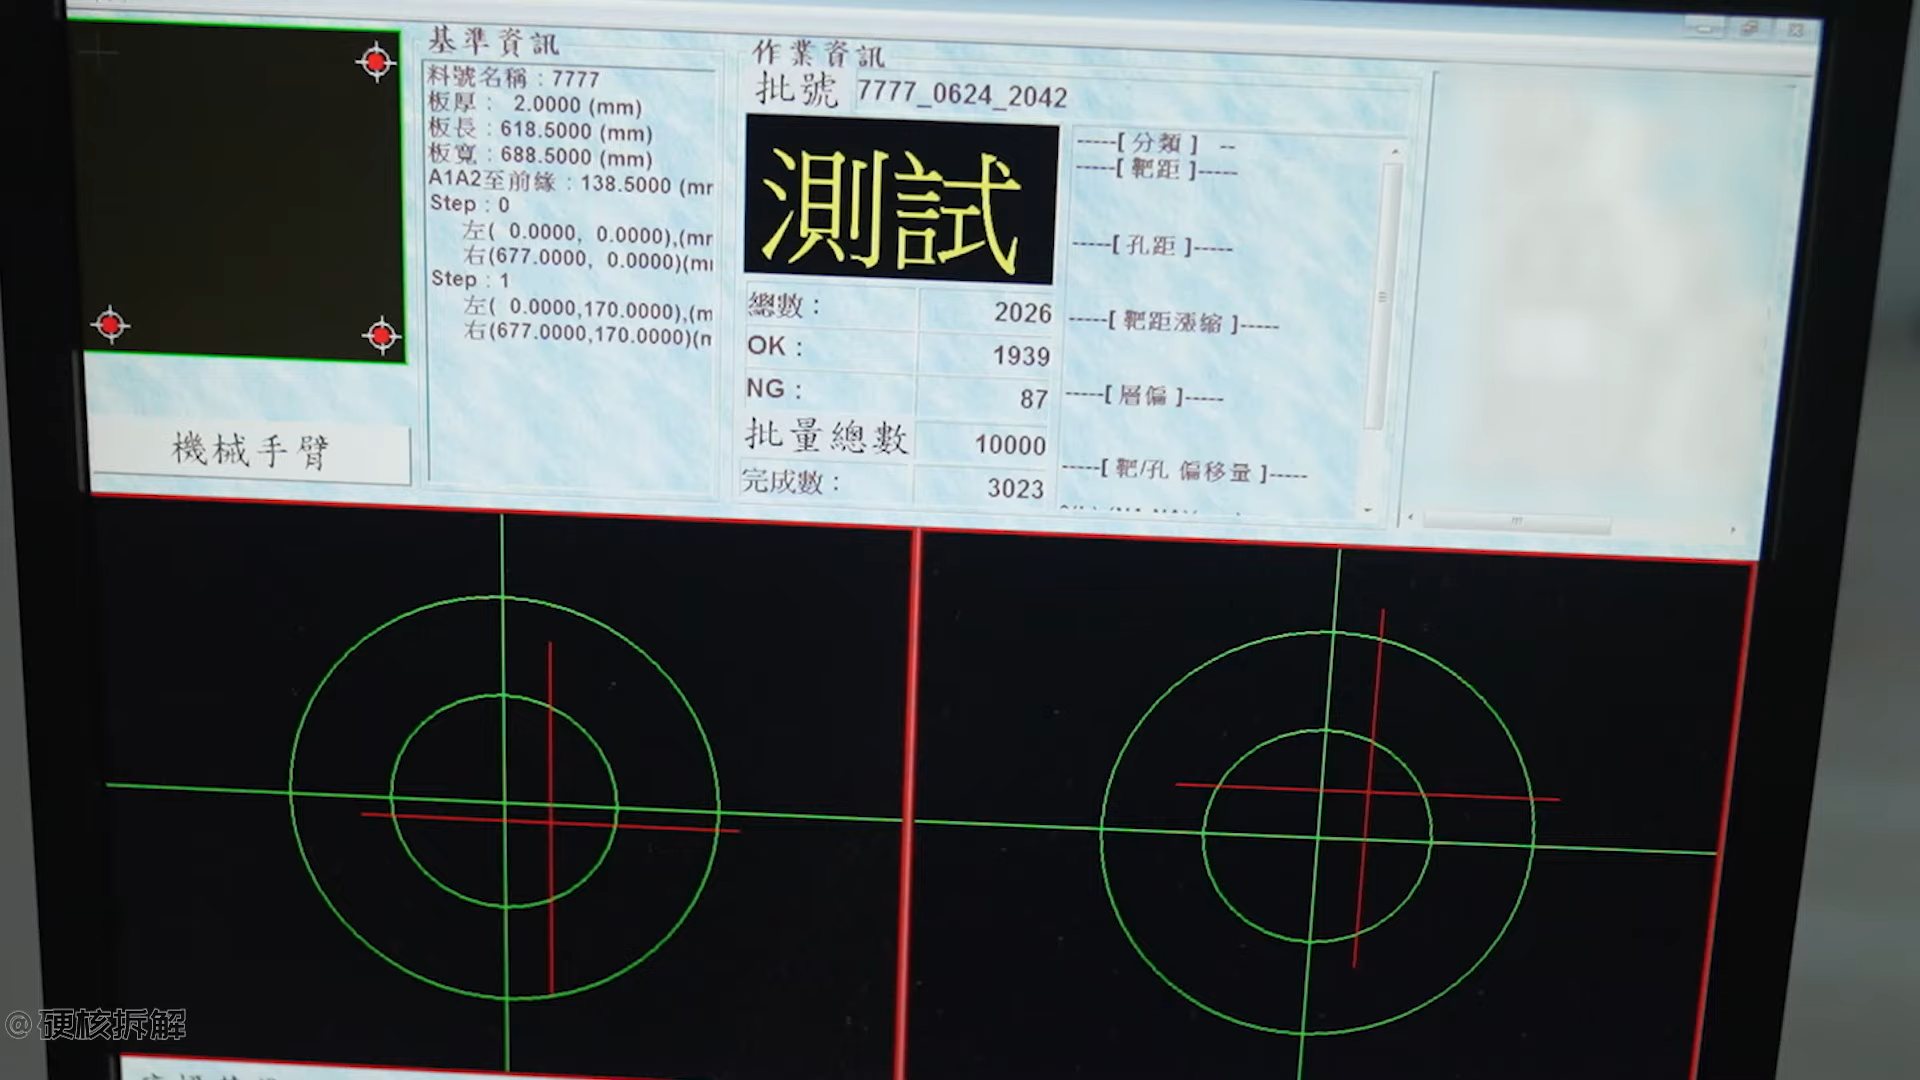 基準資訊
料號名稱：7777
板厚： 2.0000 (mm)
板長：618.5000 (mm)
板寬：688.5000 (mm)
A1A2至前緣：138.5000 (mr
Step：0
左( 0.0000, 0.0000),(mr
右(677.0000, 0.0000)(m
Step：1
左( 0.0000,170.0000),(m
右(677.0000,170.0000)(m
機械手臂
作業資訊
批號 7777_0624_2042
測試
總數： 2026
OK： 1939
NG： 87
批量總數 10000
完成數： 3023
-----[ 分類 ] --
-----[ 靶距 ]-----
-----[ 孔距 ]-----
-----[ 靶距漲縮 ]-----
-----[ 層偏 ]-----
-----[ 靶/孔 偏移量 ]-----
@硬核拆解